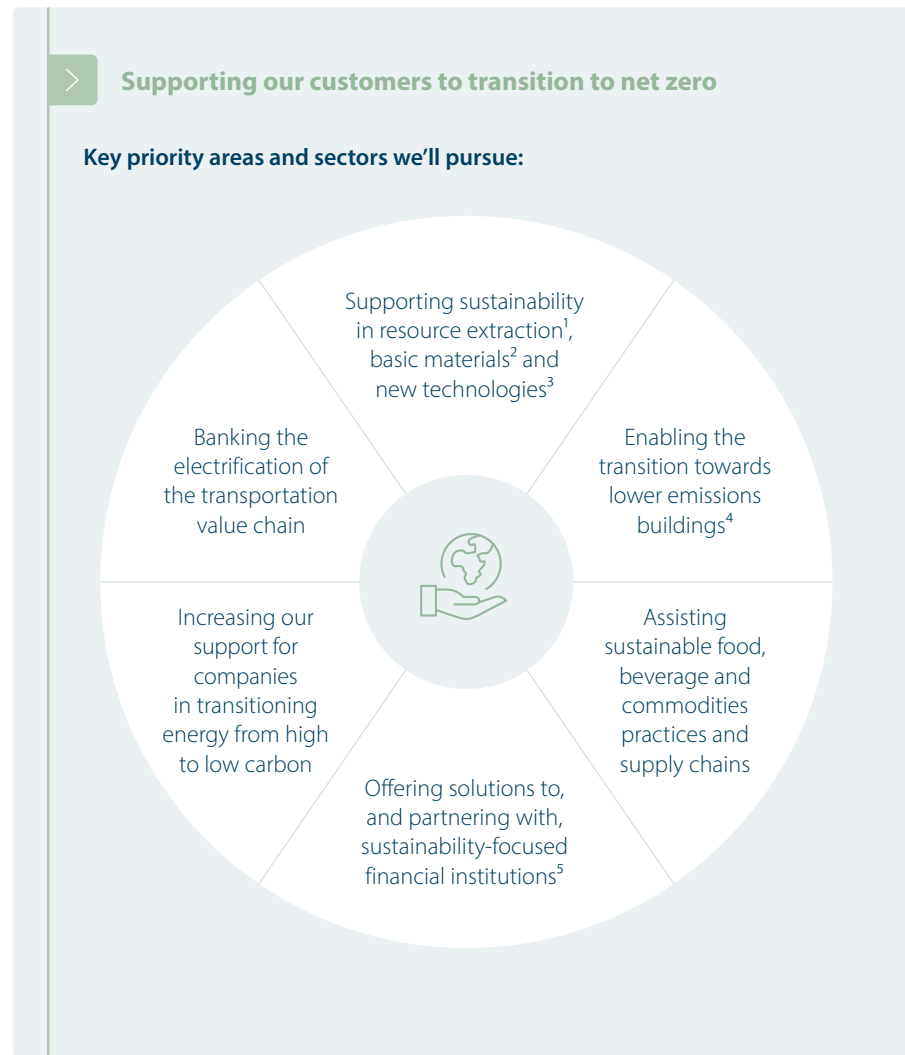 Supporting our customers to transition to net zero
Key priority areas and sectors we'll pursue:
Supporting sustainability
in resource extraction¹,
basic materials² and
new technologies³
Enabling the
transition towards
lower emissions
buildings⁴
Assisting
sustainable food,
beverage and
commodities
practices and
supply chains
Offering solutions to,
and partnering with,
sustainability-focused
financial institutions⁵
Increasing our
support for
companies
in transitioning
energy from high
to low carbon
Banking the
electrification of
the transportation
value chain